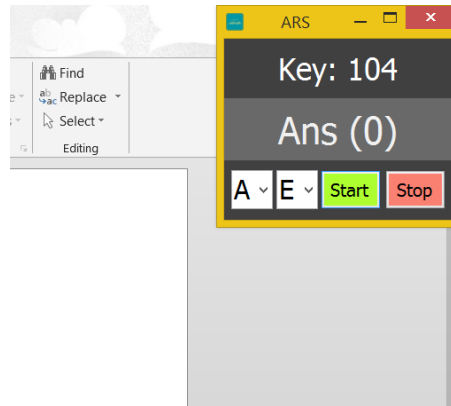 ARS
Key: 104
Ans (0)
A E Start Stop
Find
Replace
Select
Editing